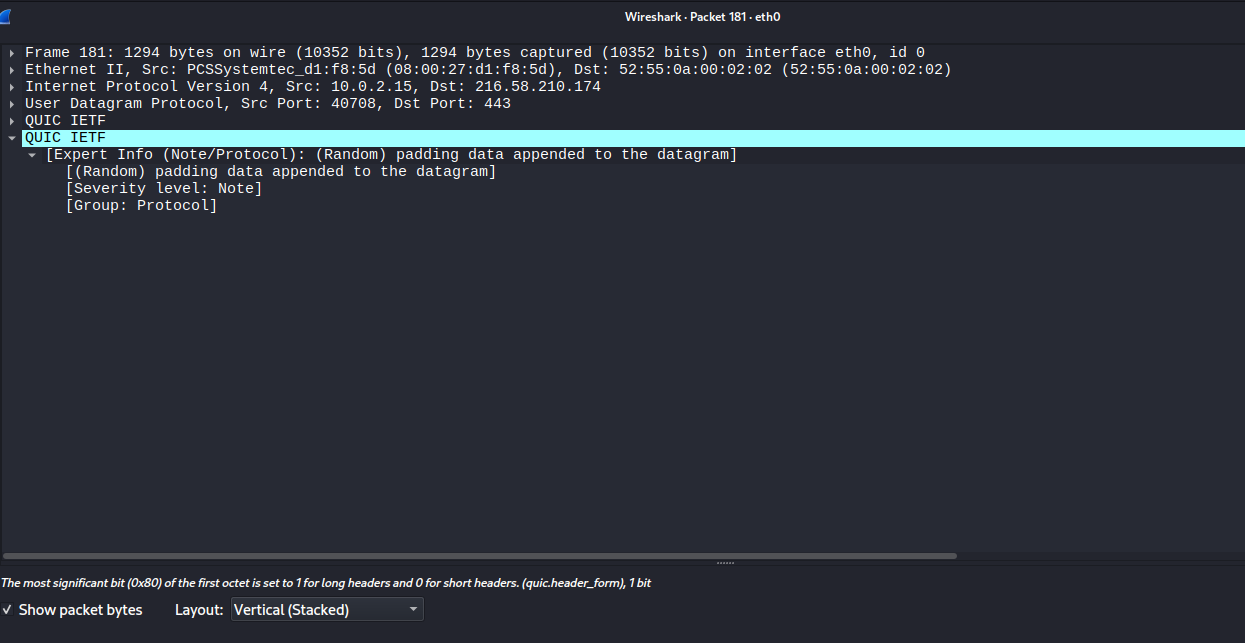 Wireshark · Packet 181 · eth0
Frame 181: 1294 bytes on wire (10352 bits), 1294 bytes captured (10352 bits) on interface eth0, id 0
Ethernet II, Src: PCSSystemtec_d1:f8:5d (08:00:27:d1:f8:5d), Dst: 52:55:0a:00:02:02 (52:55:0a:00:02:02)
Internet Protocol Version 4, Src: 10.0.2.15, Dst: 216.58.210.174
User Datagram Protocol, Src Port: 40708, Dst Port: 443
QUIC IETF
QUIC IETF
[Expert Info (Note/Protocol): (Random) padding data appended to the datagram]
[(Random) padding data appended to the datagram]
[Severity level: Note]
[Group: Protocol]
The most significant bit (0x80) of the first octet is set to 1 for long headers and 0 for short headers. (quic.header_form), 1 bit
Show packet bytes Layout: Vertical (Stacked)